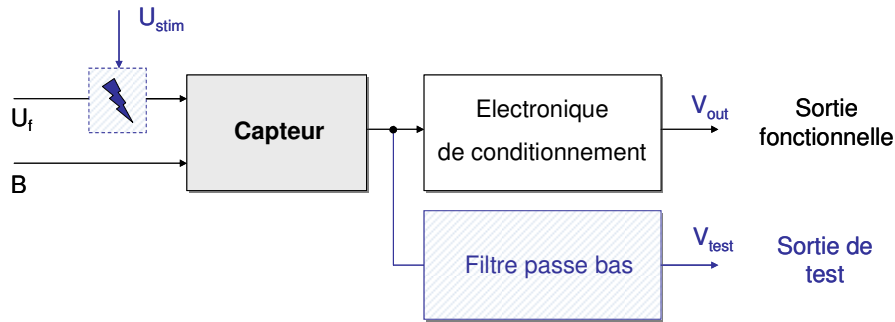 U_stim
U_f
B
Capteur
Electronique
de conditionnement
V_out
Sortie
fonctionnelle
Filtre passe bas
V_test
Sortie de
test